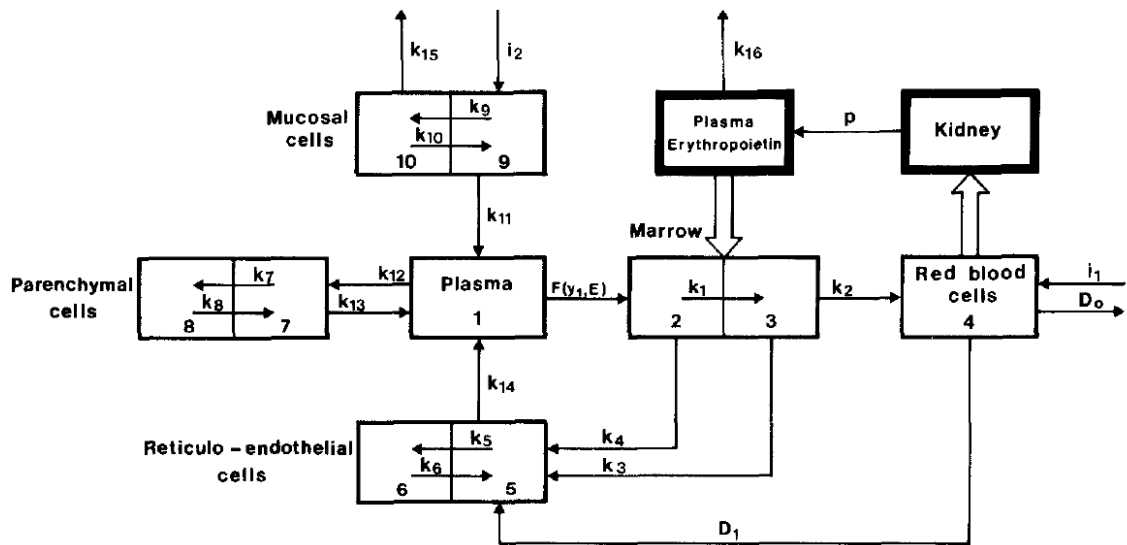 k15
i2
k16
Mucosal
cells
k9
k10
10
9
Plasma
Erythropoietin
p
Kidney
k11
Marrow
Parenchymal
cells
k7
k8
8
7
k12
k13
Plasma
1
F(y1,E)
k1
2
3
k2
Red blood
cells
4
i1
Do
k14
Reticulo - endothelial
cells
k5
k6
6
5
k4
k3
D1